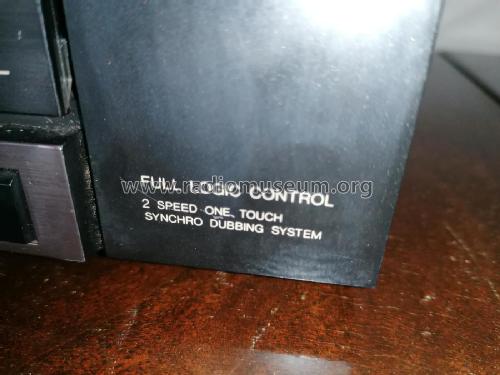 FULL LOGIC CONTROL
2 SPEED ONE TOUCH
SYNCHRO DUBBING SYSTEM
www.radiomuseum.org